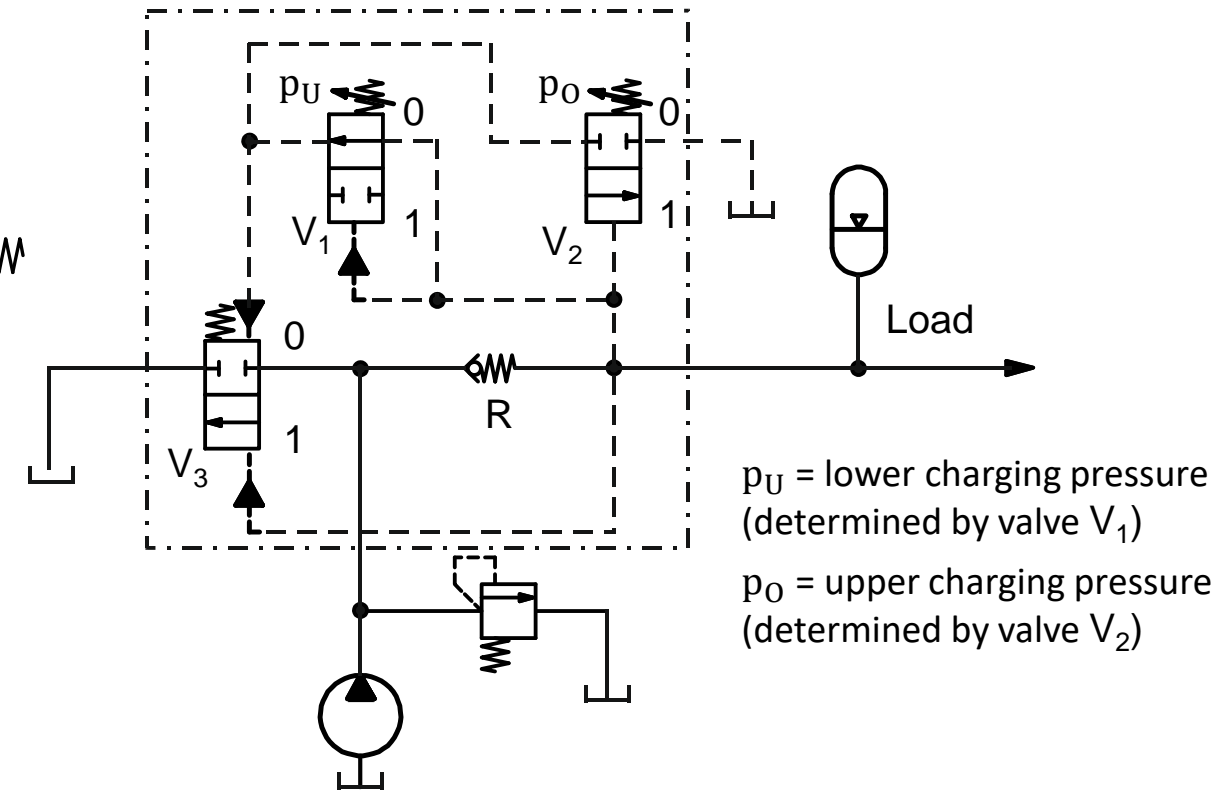 pU
0
pO
0
V1
1
V2
1
0
Load
R
1
V3
pU = lower charging pressure
(determined by valve V1)
pO = upper charging pressure
(determined by valve V2)